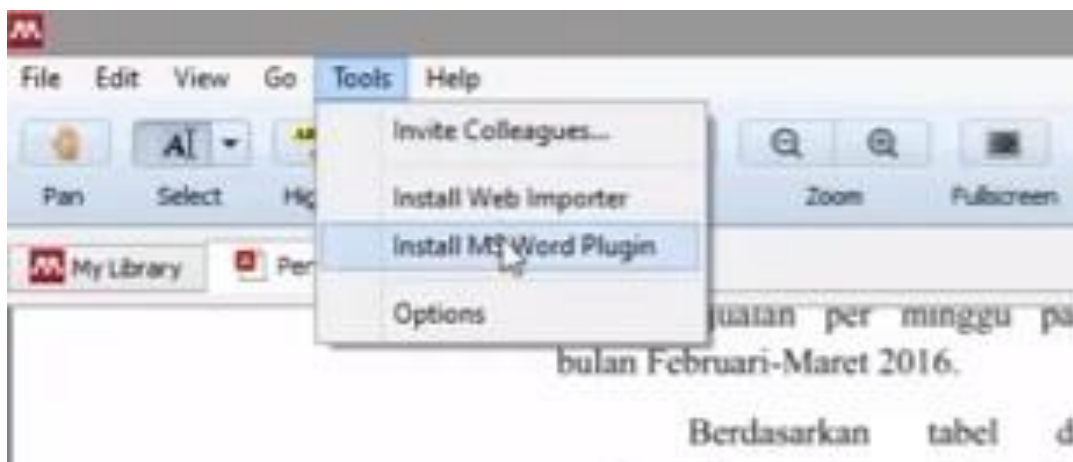 File Edit View Go Tools Help
Invite Colleagues...
Pan Select Zoom Fullscreen
Install Web Importer
Install MS Word Plugin
My Library
Options
per minggu
bulan Februari-Maret 2016.
Berdasarkan tabel